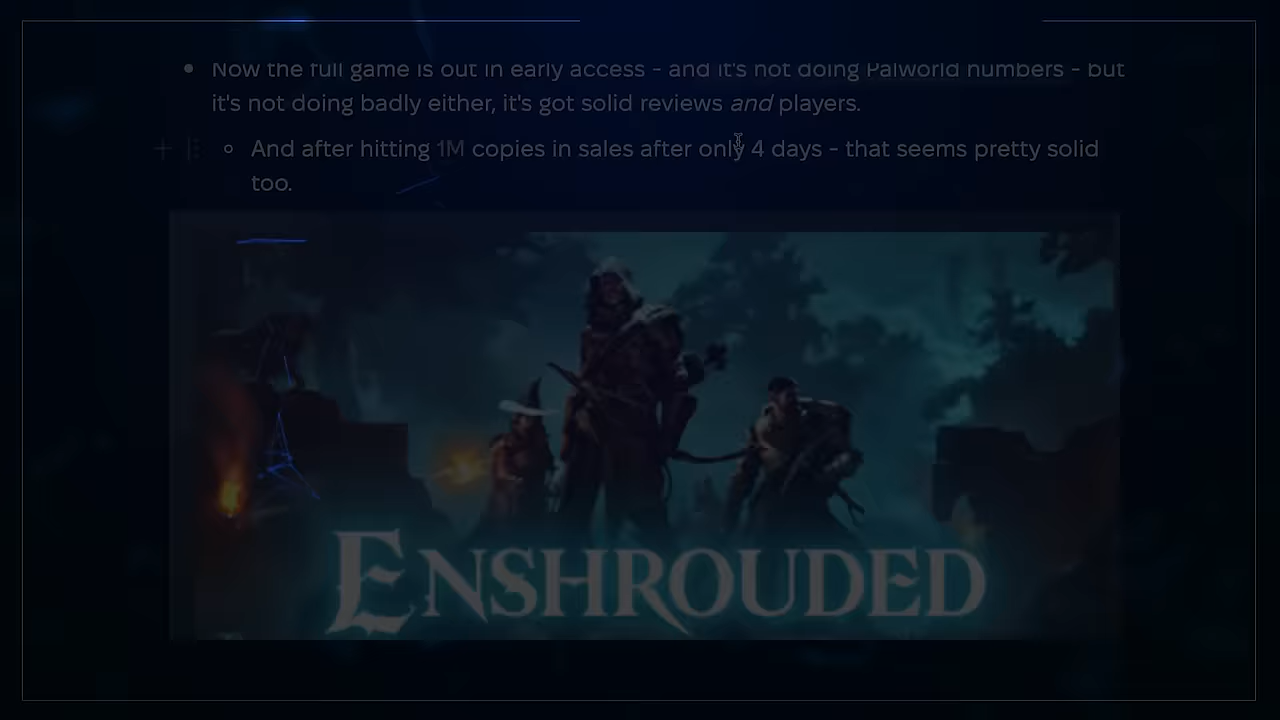 Now the full game is out in early access - and it's not doing Palworld numbers - but
it's not doing badly either, it's got solid reviews and players.
And after hitting 1M copies in sales after only 4 days - that seems pretty solid
too.
ENSHROUDED